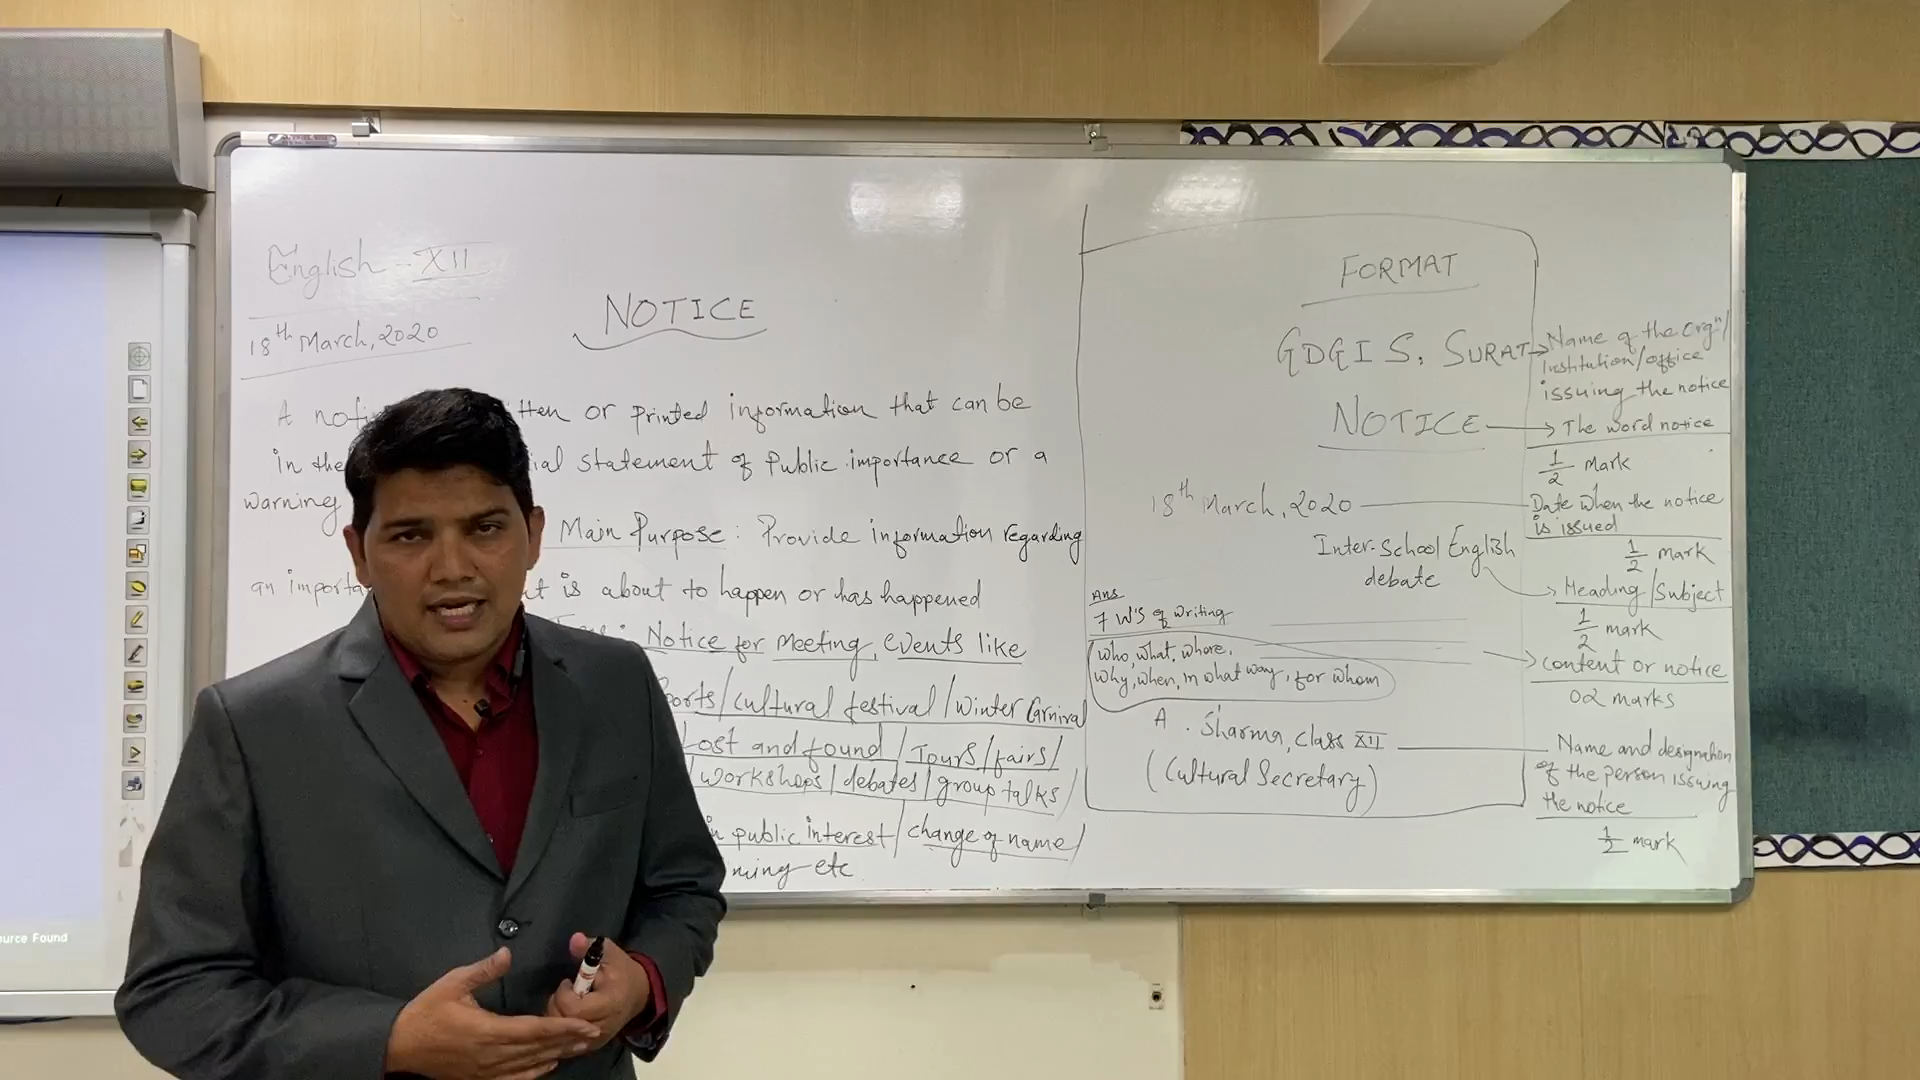 English - XII
18th March, 2020
NOTICE
A tten or printed information that can be
in the ial statement of Public importance or a
warning
Main Purpose : Provide information regarding
an importa t is about to happen or has happened
Notice for Meeting, events like
orts/cultural festival/Winter Carnival
Lost and found/Tours/fairs/
/workshops/debates/group talks/
in public interest/change of name/
ming etc
FORMAT
GDGIS, SURAT
NOTICE
18th March, 2020
Inter-School English
debate
Ans
7 W'S of writing
who, what, where,
why, when, in what way, for whom
A. Sharma, Class XII
(Cultural Secretary)
Name of the Orgn/
Institution/office
issuing the notice
The word notice
1/2 mark
Date when the notice
is issued
1/2 mark
Heading/Subject
1/2 mark
Content or notice
02 marks
Name and designation
of the person issuing
the notice
1/2 mark
urce Found